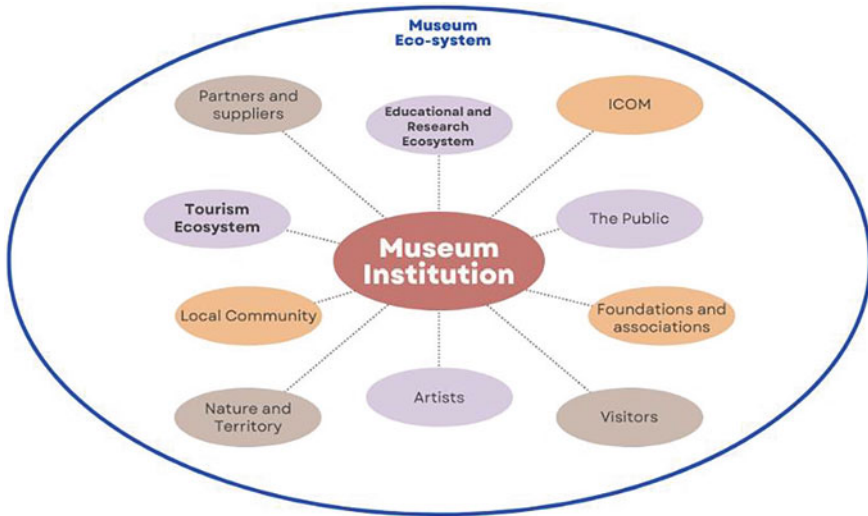 Museum
Eco-system
Partners and
suppliers
Educational and
Research
Ecosystem
ICOM
Tourism
Ecosystem
The Public
Museum
Institution
Local Community
Foundations and
associations
Nature and
Territory
Artists
Visitors